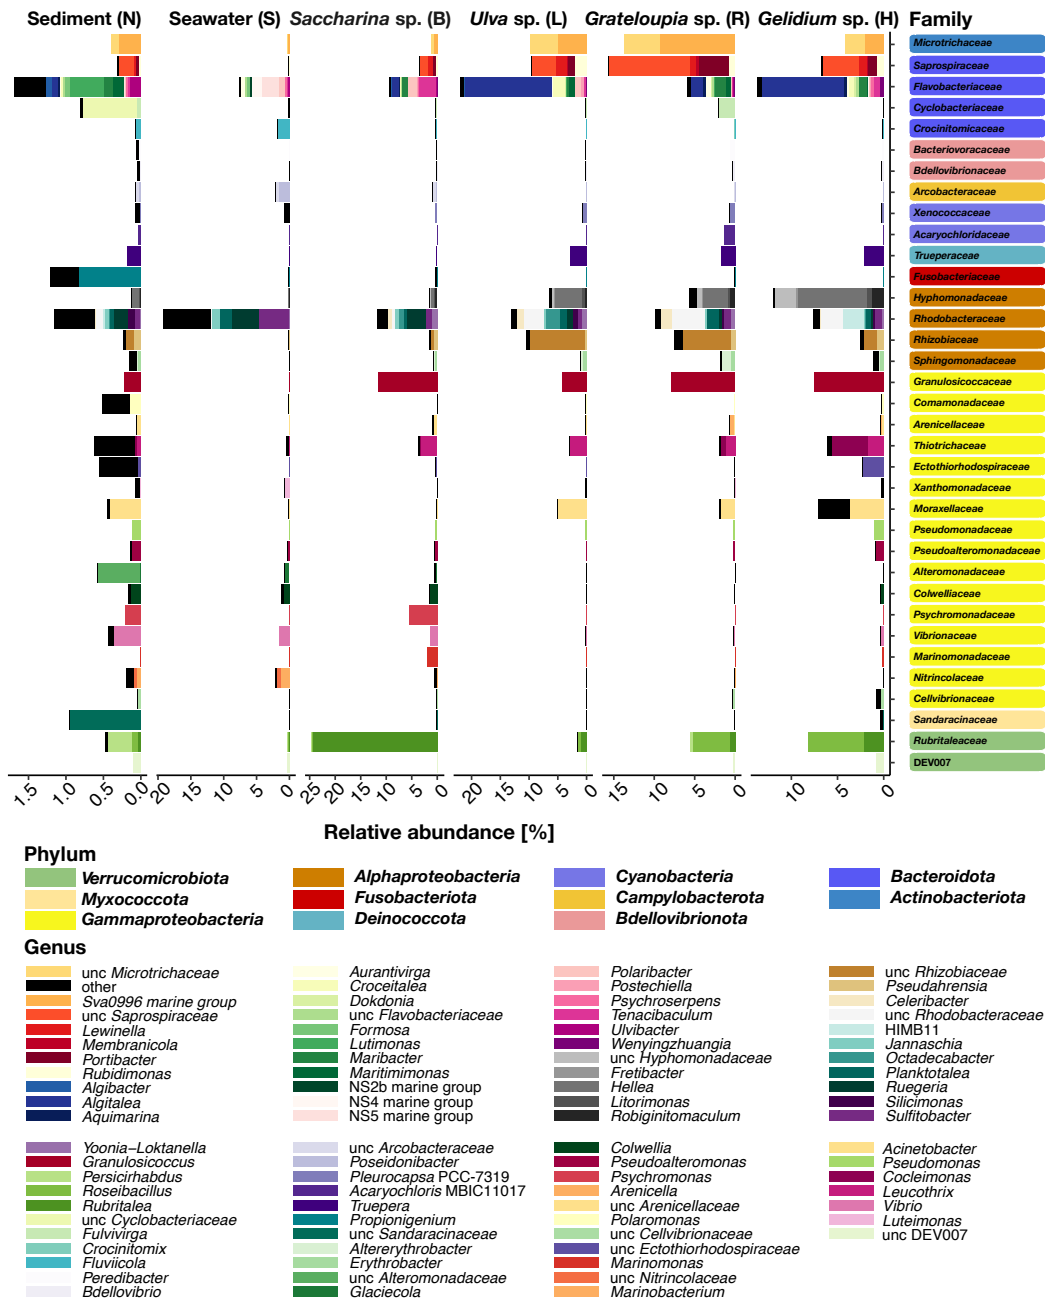 Sediment (N) Seawater (S) Saccharina sp. (B) Ulva sp. (L) Grateloupia sp. (R) Gelidium sp. (H) Family
Microtrichaceae
Saprospiraceae
Flavobacteriaceae
Cyclobacteriaceae
Crocinitomicaceae
Bacteriovoracaceae
Bdellovibrionaceae
Arcobacteraceae
Xenococcaceae
Acaryochloridaceae
Trueperaceae
Fusobacteriaceae
Hyphomonadaceae
Rhodobacteraceae
Rhizobiaceae
Sphingomonadaceae
Granulosicoccaceae
Comamonadaceae
Arenicellaceae
Thiotrichaceae
Ectothiorhodospiraceae
Xanthomonadaceae
Moraxellaceae
Pseudomonadaceae
Pseudoalteromonadaceae
Alteromonadaceae
Colwelliaceae
Psychromonadaceae
Vibrionaceae
Marinomonadaceae
Nitrincolaceae
Cellvibrionaceae
Sandaracinaceae
Rubritaleaceae
DEV007
1.5 1.0 0.5 0.0 20 15 10 5 0 25 20 15 10 5 0 20 15 10 5 0 15 10 5 0 10 5 0
Relative abundance [%]
Phylum
Verrucomicrobiota Alphaproteobacteria Cyanobacteria Bacteroidota
Myxococcota Fusobacteriota Campylobacterota Actinobacteriota
Gammaproteobacteria Deinococcota Bdellovibrionota
Genus
unc Microtrichaceae Aurantivirga Polaribacter unc Rhizobiaceae
other Croceitalea Postechiella Pseudahrensia
Sva0996 marine group Dokdonia Psychroserpens Celeribacter
unc Saprospiraceae unc Flavobacteriaceae Tenacibaculum unc Rhodobacteraceae
Lewinella Formosa Ulvibacter HIMB11
Membranicola Lutimonas Wenyingzhuangia Jannaschia
Portibacter Maribacter unc Hyphomonadaceae Octadecabacter
Rubidimonas Maritimimonas Fretibacter Planktotalea
Algibacter NS2b marine group Hellea Ruegeria
Algitalea NS4 marine group Litorimonas Silicimonas
Aquimarina NS5 marine group Robiginitomaculum Sulfitobacter
Yoonia−Loktanella unc Arcobacteraceae Colwellia Acinetobacter
Granulosicoccus Poseidonibacter Pseudoalteromonas Pseudomonas
Persicirhabdus Pleurocapsa PCC-7319 Psychromonas Cocleimonas
Roseibacillus Acaryochloris MBIC11017 Arenicella Leucothrix
Rubritalea Truepera unc Arenicellaceae Vibrio
unc Cyclobacteriaceae Propionigenium Polaromonas Luteimonas
Fulvivirga unc Sandaracinaceae unc Cellvibrionaceae unc DEV007
Crocinitomix Altererythrobacter unc Ectothiorhodospiraceae
Fluviicola Erythrobacter Marinomonas
Peredibacter unc Alteromonadaceae unc Nitrincolaceae
Bdellovibrio Glaciecola Marinobacterium